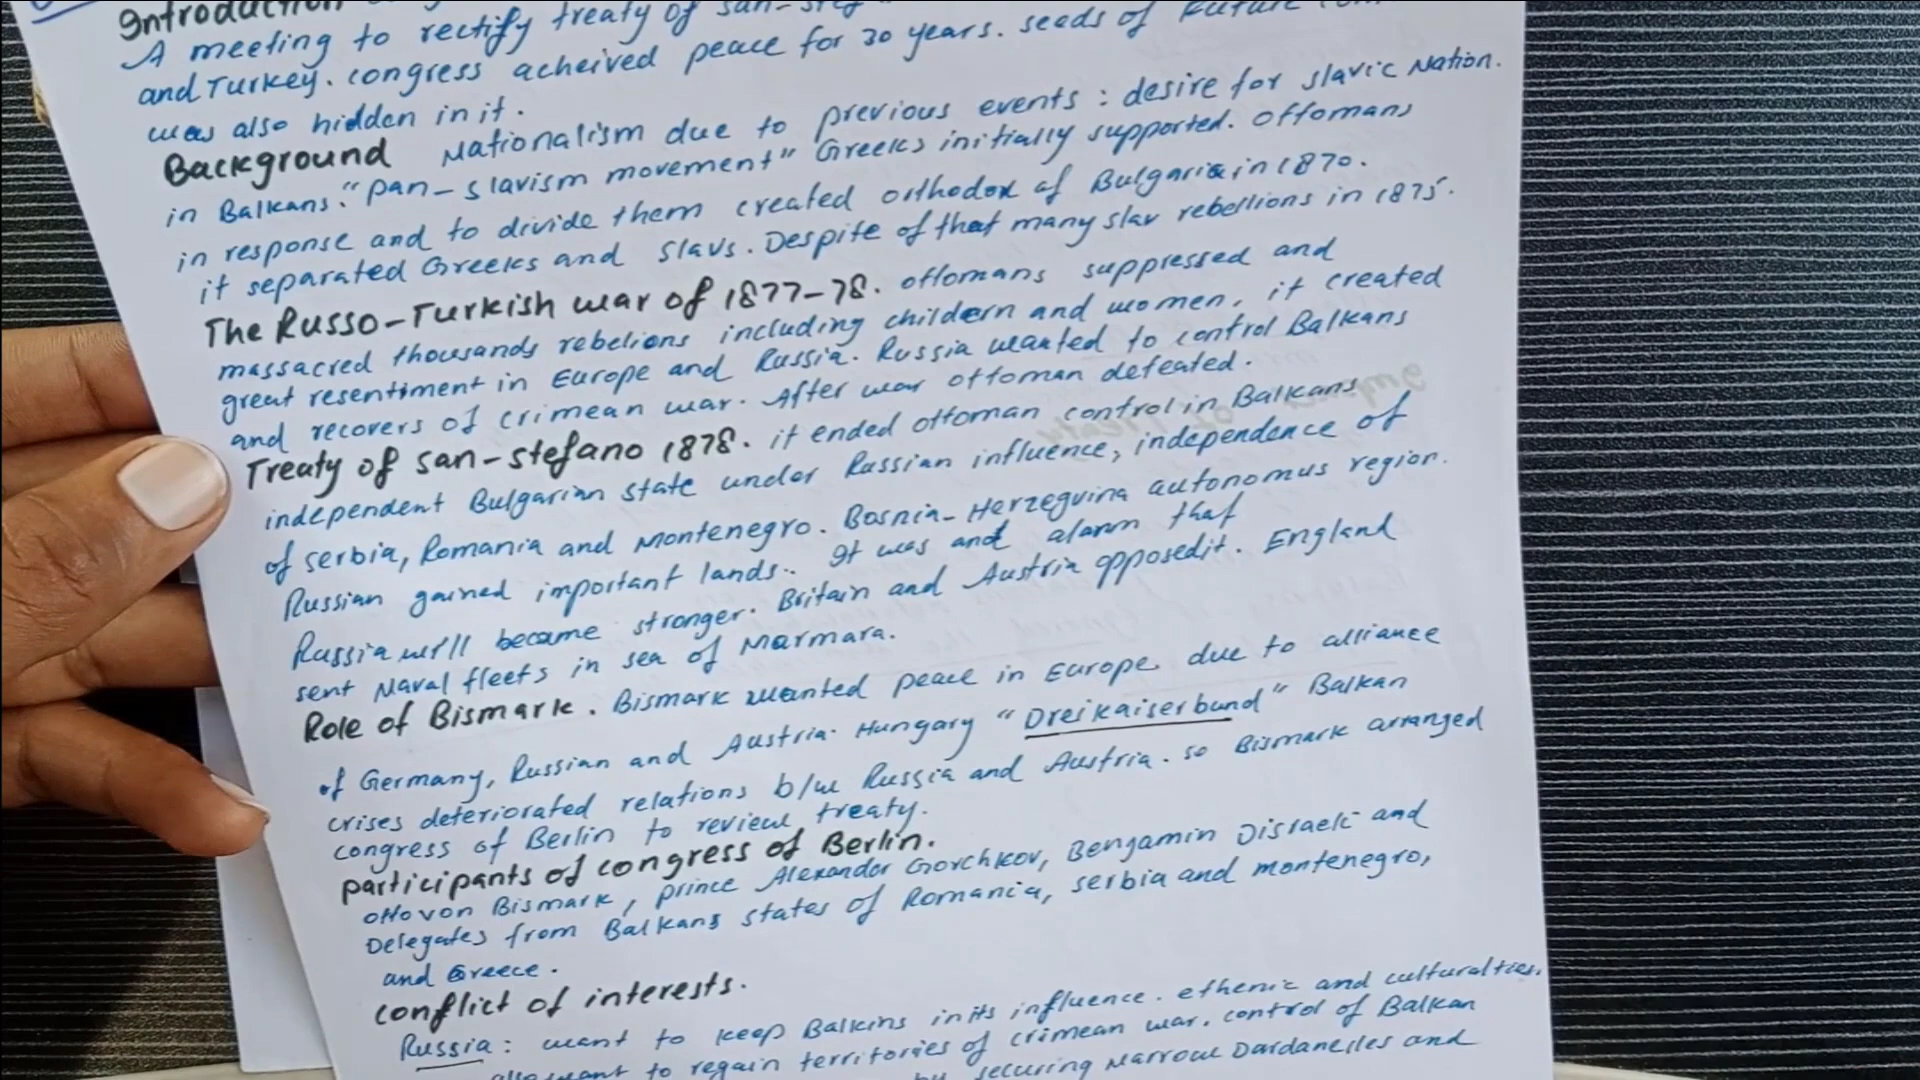 Introduction
A meeting to rectify treaty of san-stef
and Turkey. congress acheived peace for 30 years. seeds of future
was also hidden in it.
Background Nationalism due to previous events : desire for slavic Nation.
in Balkans. "pan-slavism movement" Greeks initially supported. ottomans
in response and to divide them created orthodox of Bulgaria in 1870.
it separated Greeks and slavs. Despite of that many slav rebellions in 1875.
The Russo-Turkish war of 1877-78. ottomans suppressed and
massacred thousands rebelions including childern and women. it created
great resentiment in Europe and Russia. Russia wanted to control Balkans
and recovers of crimean war. After war ottoman defeated.
Treaty of san-stefano 1878. it ended ottoman control in Balkans
independent Bulgarian state under Russian influence, independence of
of serbia, Romania and Montenegro. Bosnia-Herzeguina autonomus region.
Russian gained important lands. It was and alarm that
Russia will became stronger. Britain and Austria opposedit. England
sent Naval fleets in sea of Marmara.
Role of Bismark. Bismark wanted peace in Europe due to alliance
of Germany, Russian and Austria-Hungary "Dreikaiserbund" Balkan
crises deteriorated relations b/w Russia and Austria. so Bismark arranged
congress of Berlin to review treaty.
participants of congress of Berlin.
otto von Bismark, prince Alexander Gorchkov, Bengamin Disraeli and
Delegates from Balkans states of Romania, serbia and montenegro,
and Greece.
conflict of interests.
Russia: want to keep Balkins in its influence. ethenic and culturalties.
want to regain territories of crimean war. control of Balkan
securing Marrow Dardanelles and